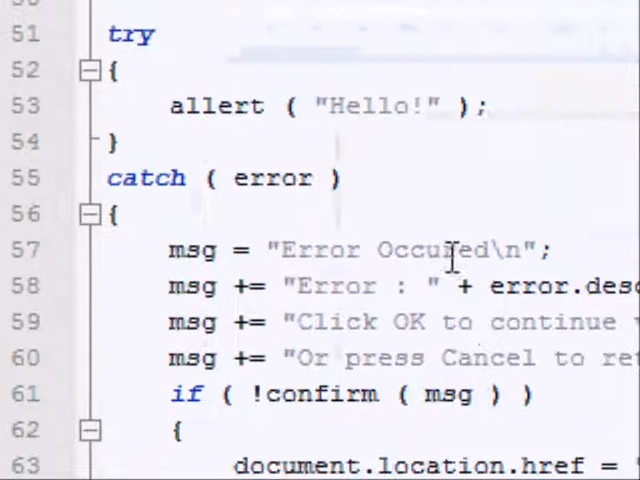 51 try
52 {
53 allert ( "Hello!" );
54 }
55 catch ( error )
56 {
57 msg = "Error Occured\n";
58 msg += "Error : " + error.desc
59 msg += "Click OK to continue
60 msg += "Or press Cancel to
61 if ( !confirm ( msg ) )
62 {
63 document.location.href =